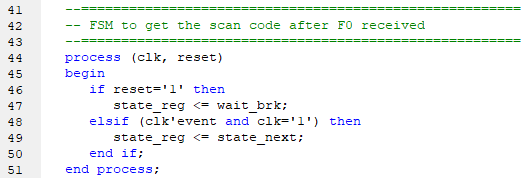 41 --=======================================================
42 -- FSM to get the scan code after F0 received
43 --=======================================================
44 process (clk, reset)
45 begin
46 if reset='1' then
47 state_reg <= wait_brk;
48 elsif (clk'event and clk='1') then
49 state_reg <= state_next;
50 end if;
51 end process;